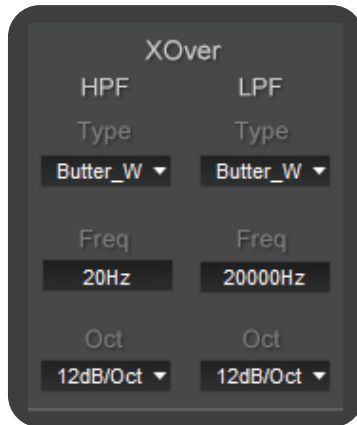 XOver
HPF LPF
Type Type
Butter_W Butter_W
Freq Freq
20Hz 20000Hz
Oct Oct
12dB/Oct 12dB/Oct